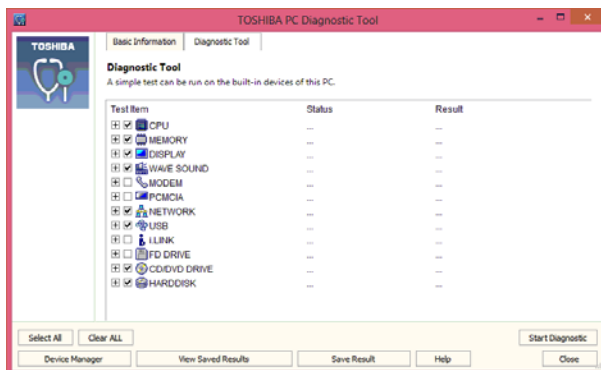 TOSHIBA PC Diagnostic Tool
TOSHIBA
Basic Information Diagnostic Tool
Diagnostic Tool
A simple test can be run on the built-in devices of this PC.
Test Item Status Result
CPU ... ...
MEMORY ... ...
DISPLAY ... ...
WAVE SOUND ... ...
MODEM ... ...
PCMCIA ... ...
NETWORK ... ...
USB ... ...
i.LINK ... ...
FD DRIVE ... ...
CD/DVD DRIVE ... ...
HARDDISK ... ...
Select All Clear ALL Start Diagnostic
Device Manager View Saved Results Save Result Help Close